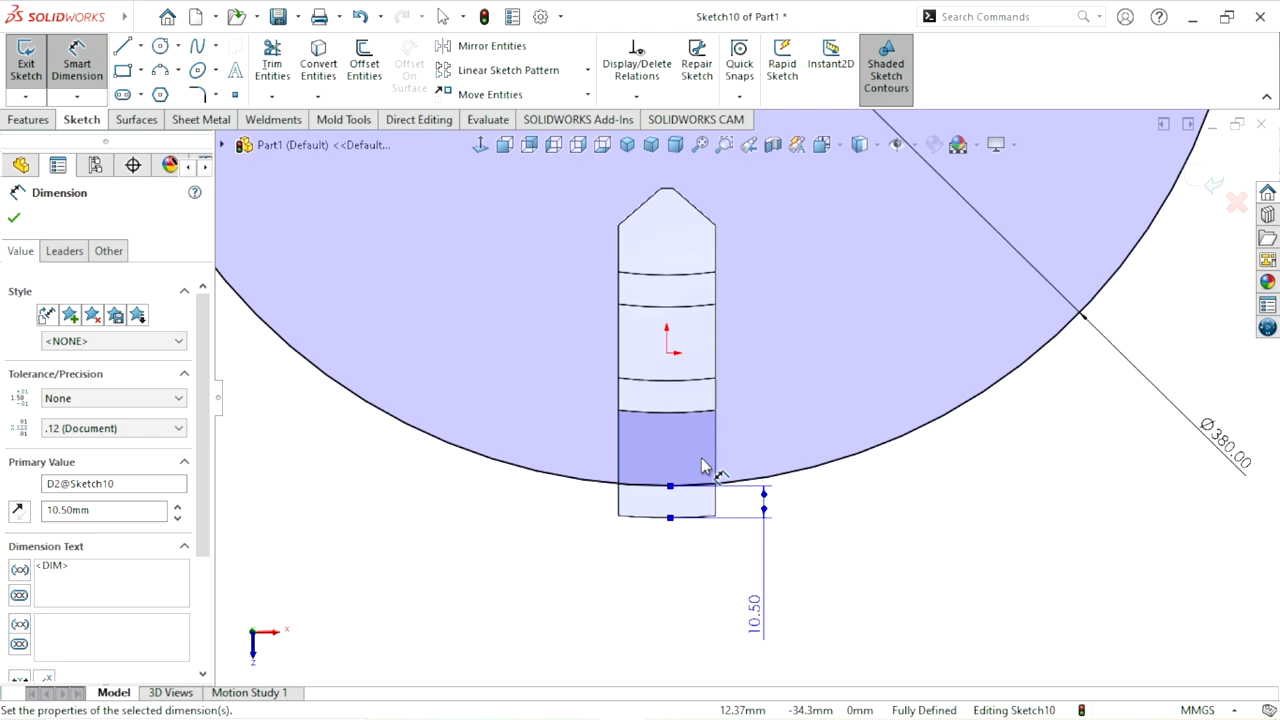 SOLIDWORKS
Sketch10 of Part1 *
Search Commands
Exit
Sketch
Smart
Dimension
Trim
Entities
Convert
Entities
Offset
Entities
Offset
On
Surface
Mirror Entities
Linear Sketch Pattern
Move Entities
Display/Delete
Relations
Repair
Sketch
Quick
Snaps
Rapid
Sketch
Instant2D
Shaded
Sketch
Contours
Features
Sketch
Surfaces
Sheet Metal
Weldments
Mold Tools
Direct Editing
Evaluate
SOLIDWORKS Add-Ins
SOLIDWORKS CAM
Part1 (Default) <<Default...
Dimension
Value
Leaders
Other
Style
<NONE>
Tolerance/Precision
None
.12 (Document)
Primary Value
D2@Sketch10
10.50mm
Dimension Text
<DIM>
Ø380.00
10.50
x
z
Model
3D Views
Motion Study 1
Set the properties of the selected dimension(s).
12.37mm
-34.3mm
0mm
Fully Defined
Editing Sketch10
MMGS